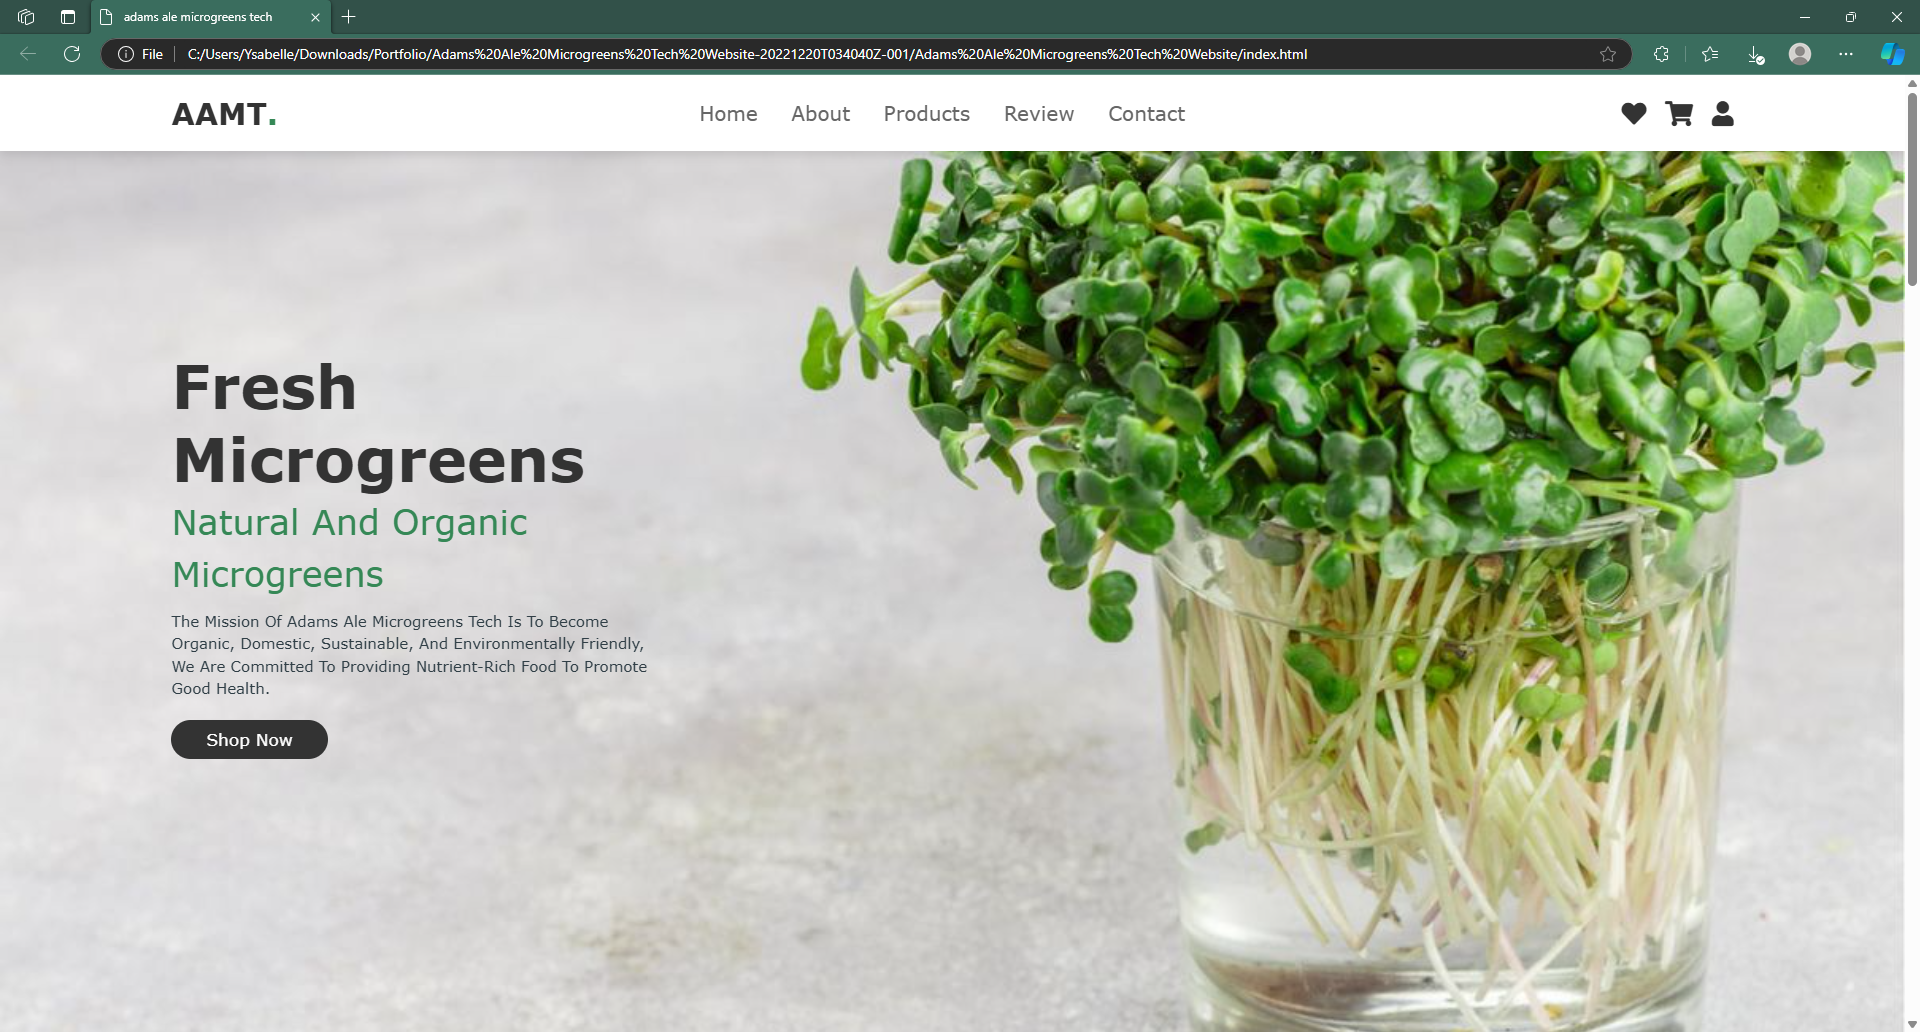 adams ale microgreens tech
File
C:/Users/Ysabelle/Downloads/Portfolio/Adams%20Ale%20Microgreens%20Tech%20Website-20221220T034040Z-001/Adams%20Ale%20Microgreens%20Tech%20Website/index.html
AAMT.
Home
About
Products
Review
Contact
Fresh
Microgreens
Natural And Organic
Microgreens
The Mission Of Adams Ale Microgreens Tech Is To Become
Organic, Domestic, Sustainable, And Environmentally Friendly,
We Are Committed To Providing Nutrient-Rich Food To Promote
Good Health.
Shop Now